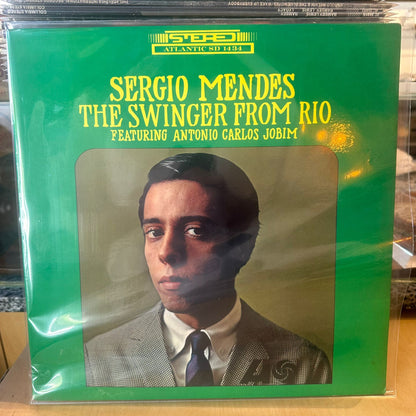 STEREO
ATLANTIC SD 1434
SERGIO MENDES
THE SWINGER FROM RIO
FEATURING ANTONIO CARLOS JOBIM